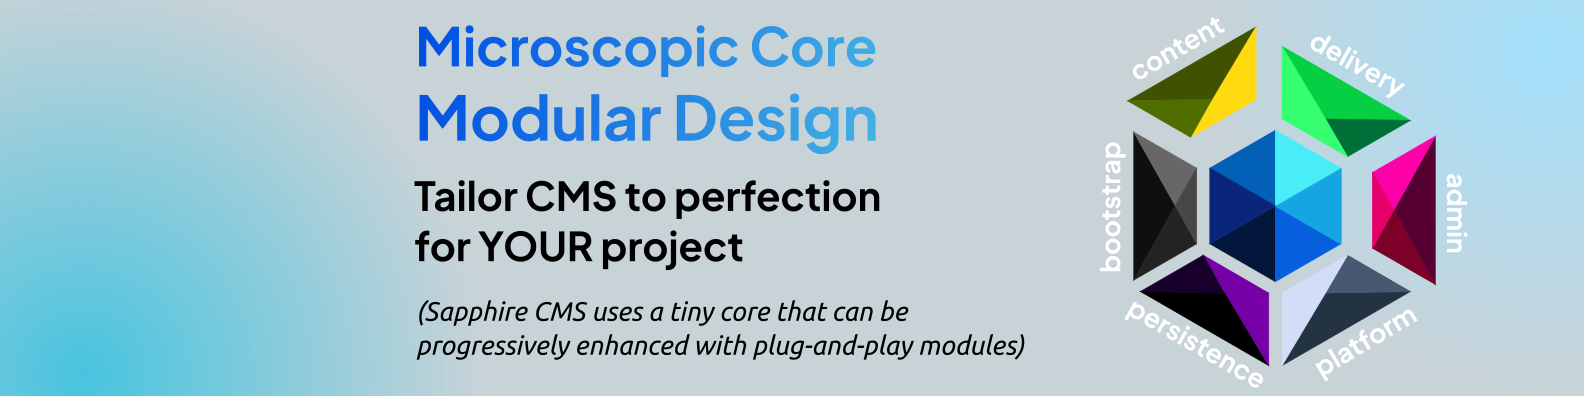 Microscopic Core
Modular Design
Tailor CMS to perfection
for YOUR project
(Sapphire CMS uses a tiny core that can be
progressively enhanced with plug-and-play modules)
content
delivery
bootstrap
admin
persistence
platform